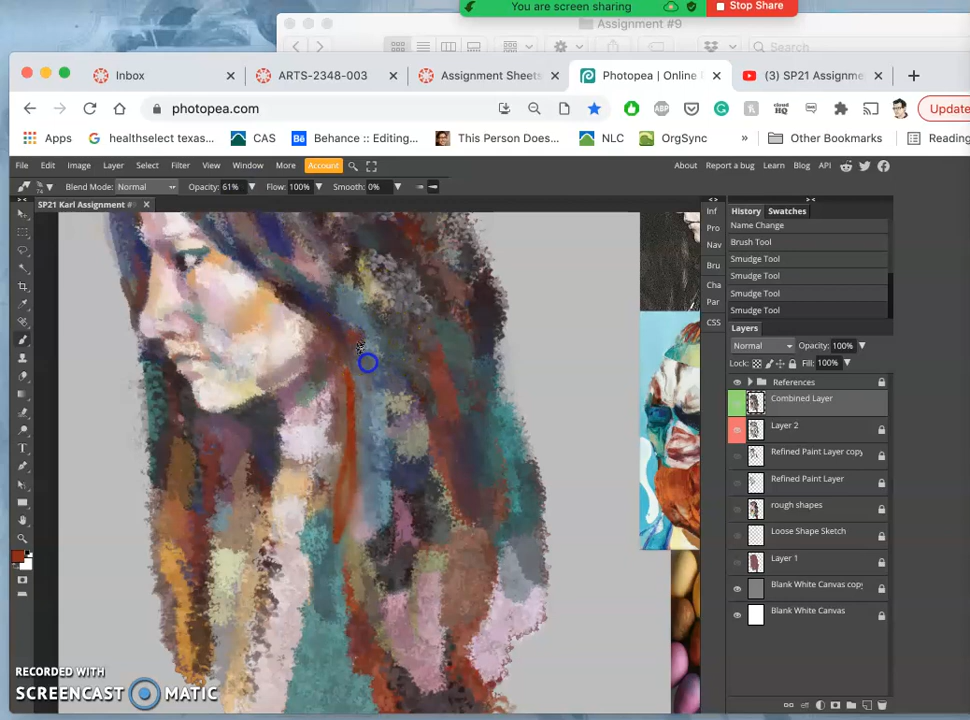 You are screen sharing
Stop Share
Assignment #9
Search
Inbox
ARTS-2348-003
Assignment Sheets
Photopea | Online
(3) SP21 Assignme
photopea.com
ABP
cloud HQ
Update
Apps
healthselect texas...
CAS
Behance :: Editing...
This Person Does...
NLC
OrgSync
Other Bookmarks
Reading
File Edit Image Layer Select Filter View Window More Account
About Report a bug Learn Blog API
Blend Mode: Normal Opacity: 61% Flow: 100% Smooth: 0%
SP21 Karl Assignment #
Inf
Pro
Nav
Bru
Cha
Par
CSS
History Swatches
Name Change
Brush Tool
Smudge Tool
Smudge Tool
Smudge Tool
Smudge Tool
Layers
Normal Opacity: 100%
Lock: Fill: 100%
References
Combined Layer
Layer 2
Refined Paint Layer copy
Refined Paint Layer
rough shapes
Loose Shape Sketch
Layer 1
Blank White Canvas copy
Blank White Canvas
RECORDED WITH
SCREENCAST MATIC